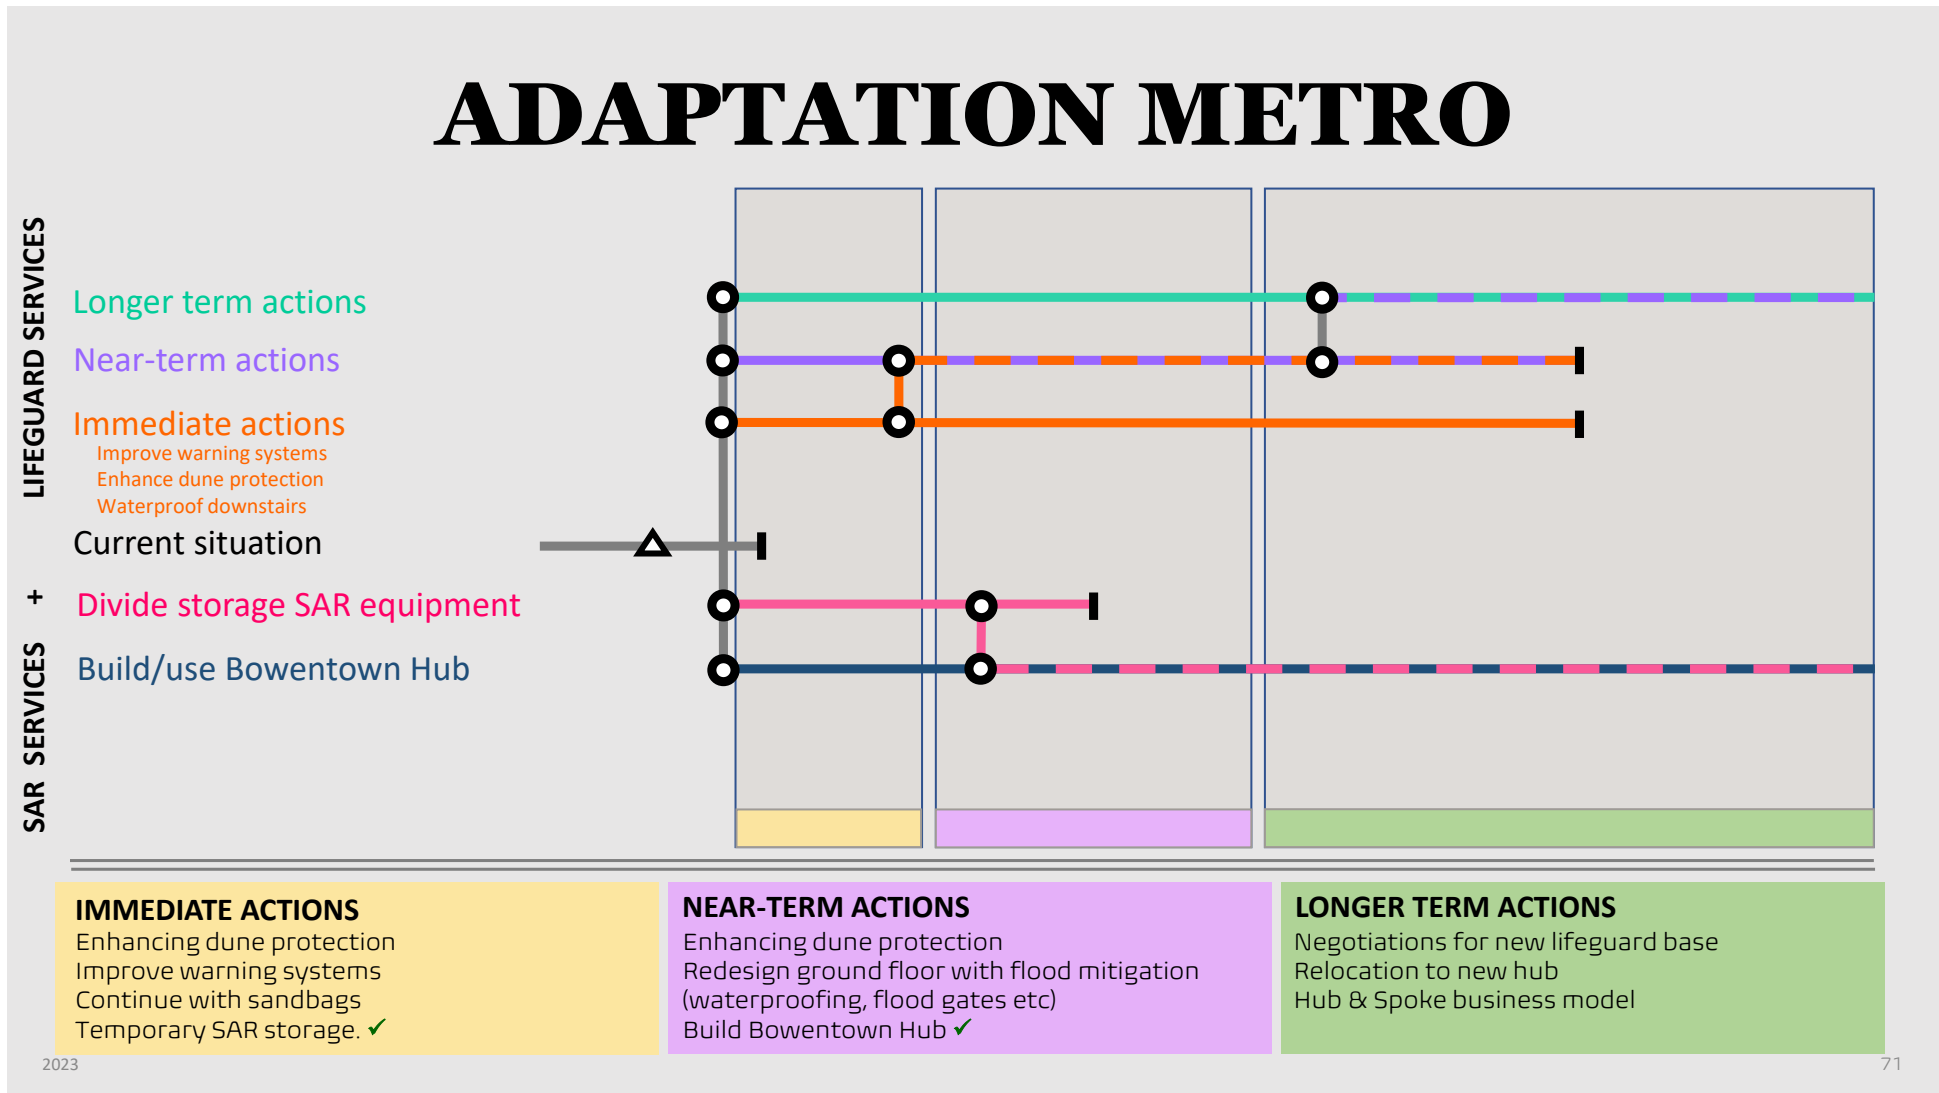 ADAPTATION METRO
LIFEGUARD SERVICES
+
SAR SERVICES
Longer term actions
Near-term actions
Immediate actions
Improve warning systems
Enhance dune protection
Waterproof downstairs
Current situation
Divide storage SAR equipment
Build/use Bowentown Hub
IMMEDIATE ACTIONS
Enhancing dune protection
Improve warning systems
Continue with sandbags
Temporary SAR storage. ✓
NEAR-TERM ACTIONS
Enhancing dune protection
Redesign ground floor with flood mitigation
(waterproofing, flood gates etc)
Build Bowentown Hub ✓
LONGER TERM ACTIONS
Negotiations for new lifeguard base
Relocation to new hub
Hub & Spoke business model
2023
71